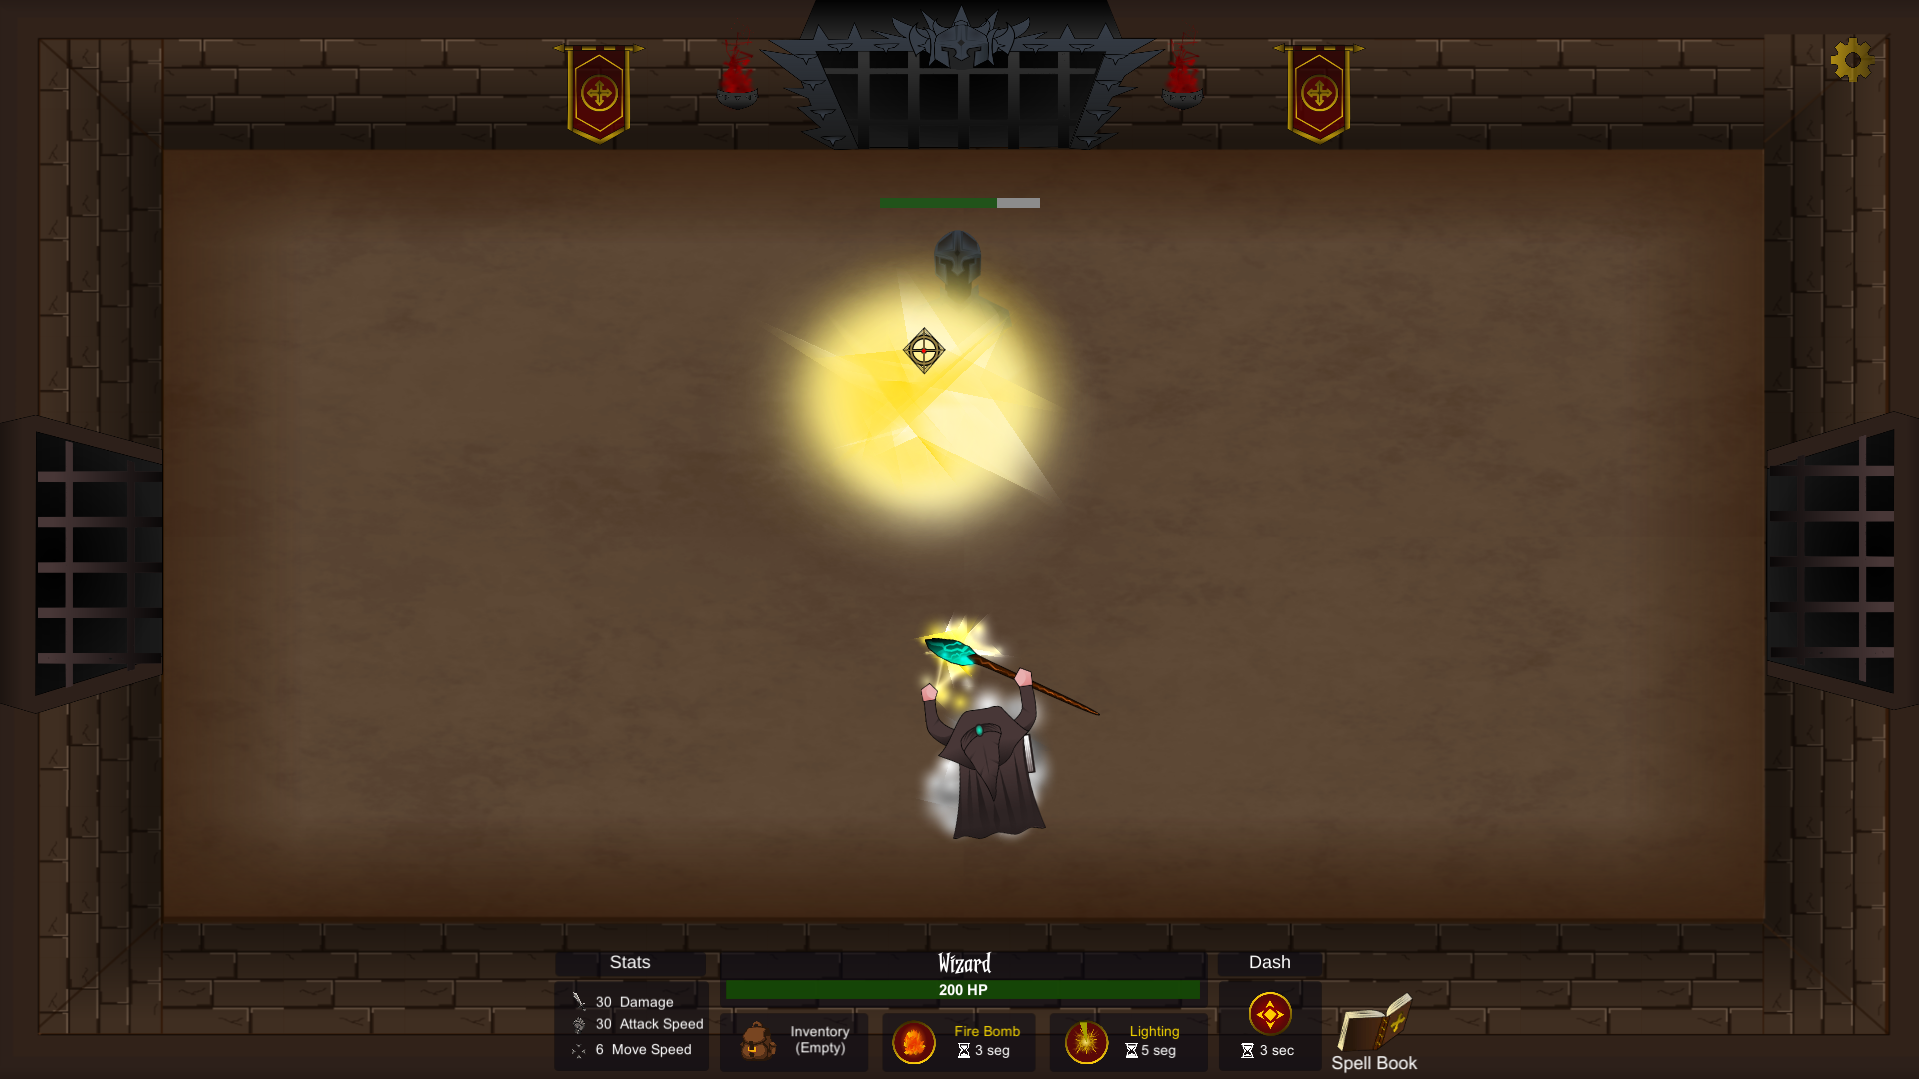 Stats
30 Damage
30 Attack Speed
6 Move Speed
Wizard
200 HP
Inventory
(Empty)
Fire Bomb
3 seg
Lighting
5 seg
Dash
3 sec
Spell Book